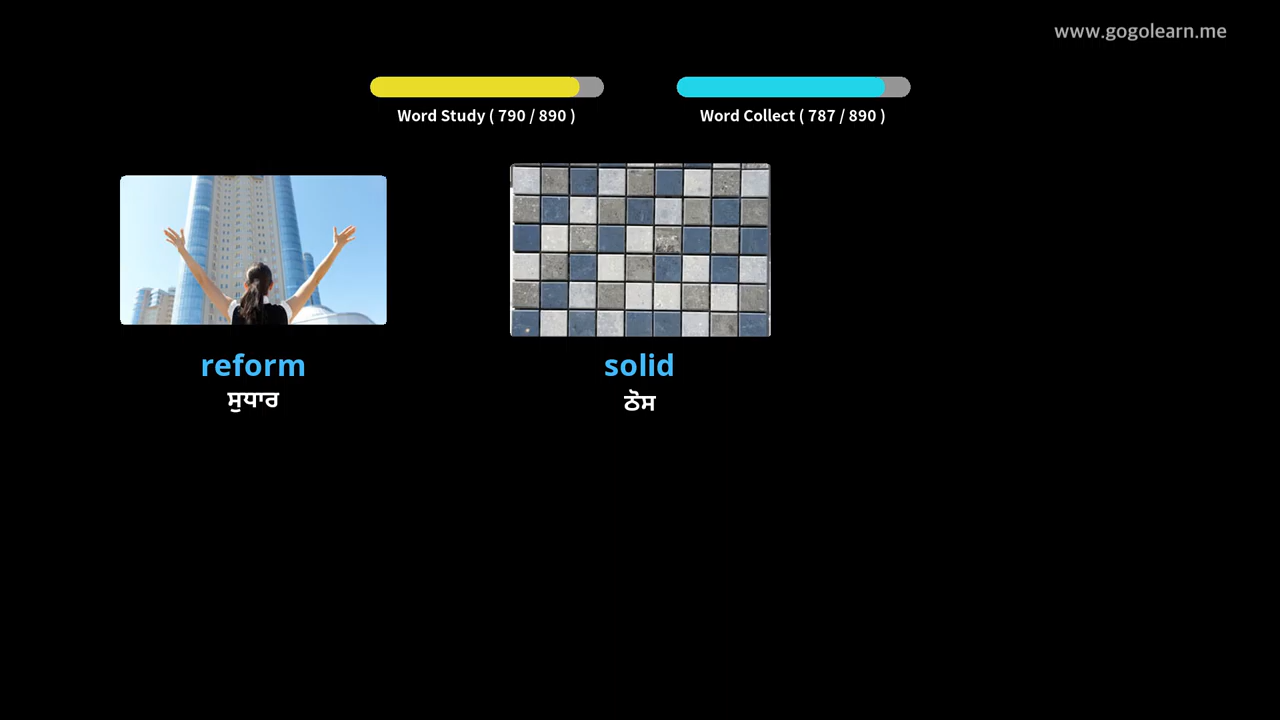 www.gogolearn.me
Word Study ( 790 / 890 )
Word Collect ( 787 / 890 )
reform
ਸੁਧਾਰ
solid
ਠੋਸ